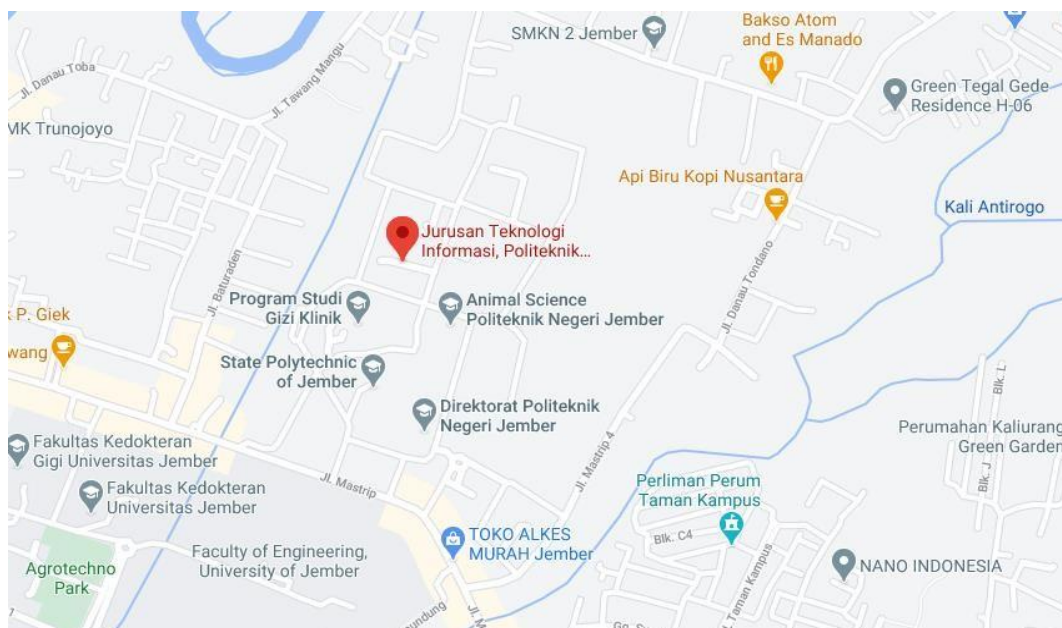 SMKN 2 Jember
Bakso Atom
and Es Manado
Jl. Danau Toba
Jl. Tawang Mangu
Green Tegal Gede
Residence H-06
MK Trunojoyo
Api Biru Kopi Nusantara
Kali Antirogo
Jurusan Teknologi
Informasi, Politeknik...
Jl. Baturaden
Jl. Danau Tondano
Program Studi
Gizi Klinik
Animal Science
Politeknik Negeri Jember
k P. Giek
wang
State Polytechnic
of Jember
Direktorat Politeknik
Negeri Jember
Blk. L
Perumahan Kaliurang
Green Garden
Blk. J
Fakultas Kedokteran
Gigi Universitas Jember
Jl. Mastrip
Jl. Mastrip 4
Fakultas Kedokteran
Universitas Jember
Perliman Perum
Taman Kampus
Blk. C4
TOKO ALKES
MURAH Jember
Faculty of Engineering,
University of Jember
Agrotechno
Park
Jl. Taman Kampus
NANO INDONESIA
undung